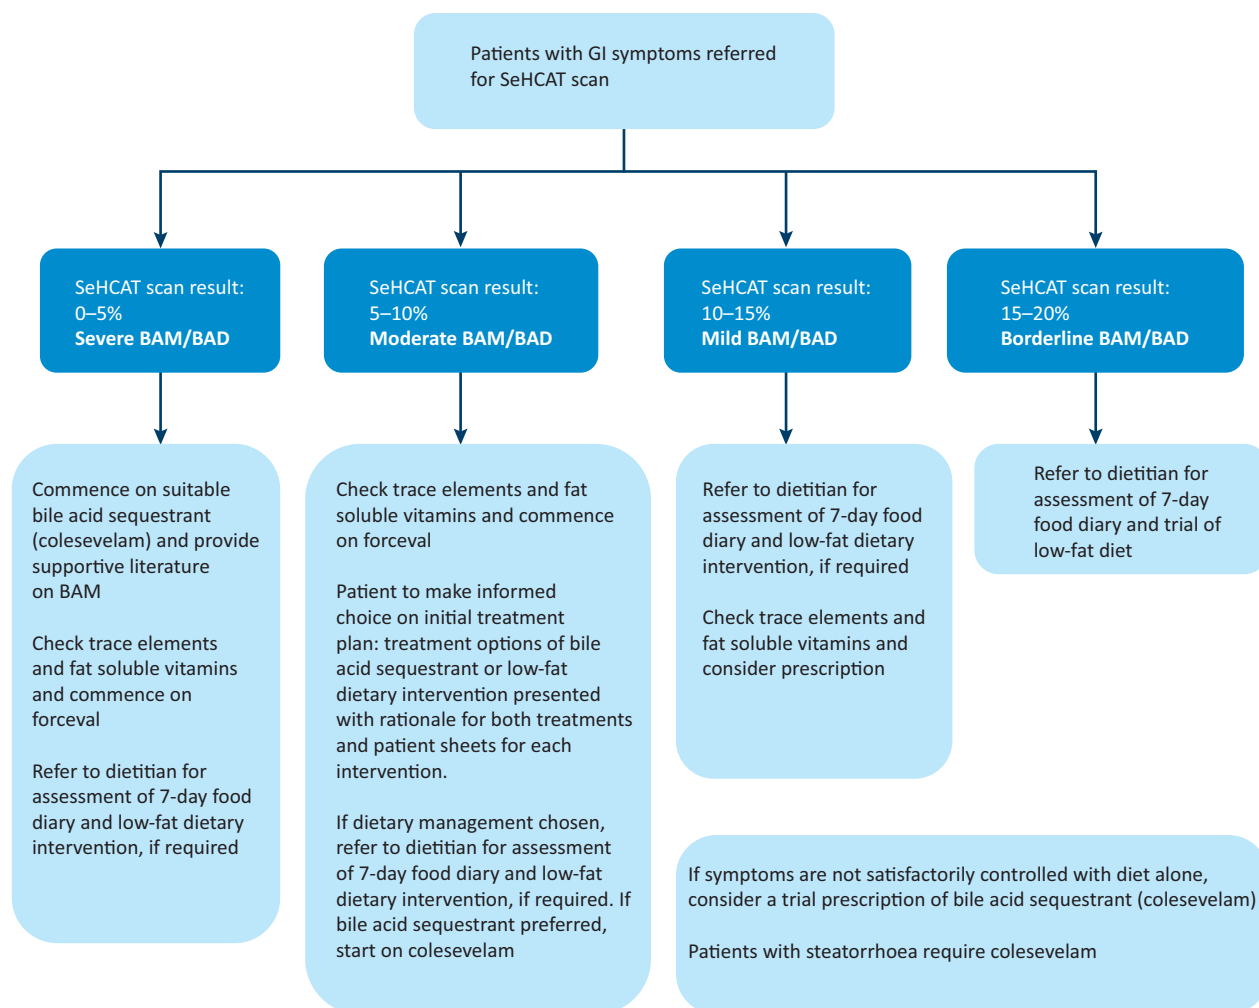 Patients with GI symptoms referred
for SeHCAT scan
SeHCAT scan result:
0–5%
Severe BAM/BAD
SeHCAT scan result:
5–10%
Moderate BAM/BAD
SeHCAT scan result:
10–15%
Mild BAM/BAD
SeHCAT scan result:
15–20%
Borderline BAM/BAD
Commence on suitable
bile acid sequestrant
(colesevelam) and provide
supportive literature
on BAM
Check trace elements
and fat soluble vitamins
and commence on
forceval
Refer to dietitian for
assessment of 7-day food
diary and low-fat dietary
intervention, if required
Check trace elements and fat
soluble vitamins and commence
on forceval
Patient to make informed
choice on initial treatment
plan: treatment options of bile
acid sequestrant or low-fat
dietary intervention presented
with rationale for both treatments
and patient sheets for each
intervention.
If dietary management chosen,
refer to dietitian for assessment
of 7-day food diary and low-fat
dietary intervention, if required. If
bile acid sequestrant preferred,
start on colesevelam
Refer to dietitian for
assessment of 7-day food
diary and low-fat dietary
intervention, if required
Check trace elements and
fat soluble vitamins and
consider prescription
Refer to dietitian for
assessment of 7-day
food diary and trial of
low-fat diet
If symptoms are not satisfactorily controlled with diet alone,
consider a trial prescription of bile acid sequestrant (colesevelam)
Patients with steatorrhoea require colesevelam